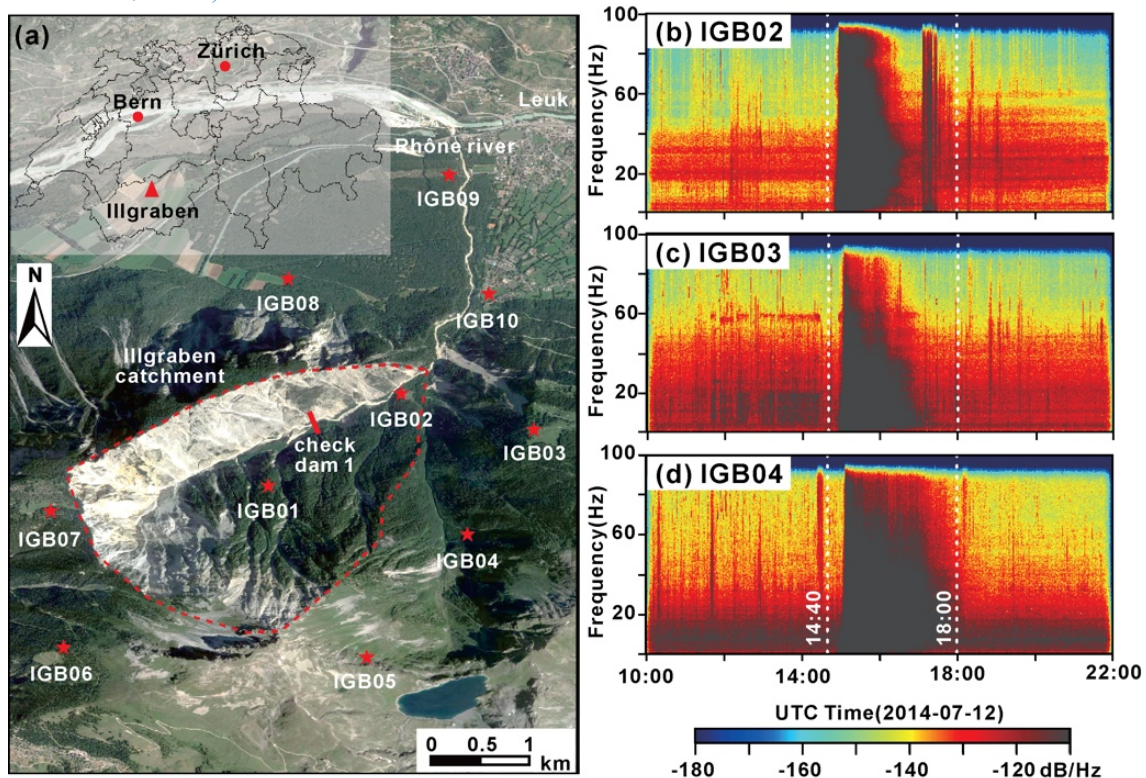 (a)
Zürich
Bern
Leuk
Rhône river
Illgraben
IGB09
N
IGB08
IGB10
Illgraben
catchment
IGB02
check
dam 1
IGB03
IGB01
IGB07
IGB04
IGB06
IGB05
0 0.5 1
km
(b) IGB02
100
60
20
Frequency(Hz)
(c) IGB03
100
60
20
Frequency(Hz)
(d) IGB04
100
60
20
Frequency(Hz)
14:40
18:00
10:00 14:00 18:00 22:00
UTC Time(2014-07-12)
-180 -160 -140 -120 dB/Hz